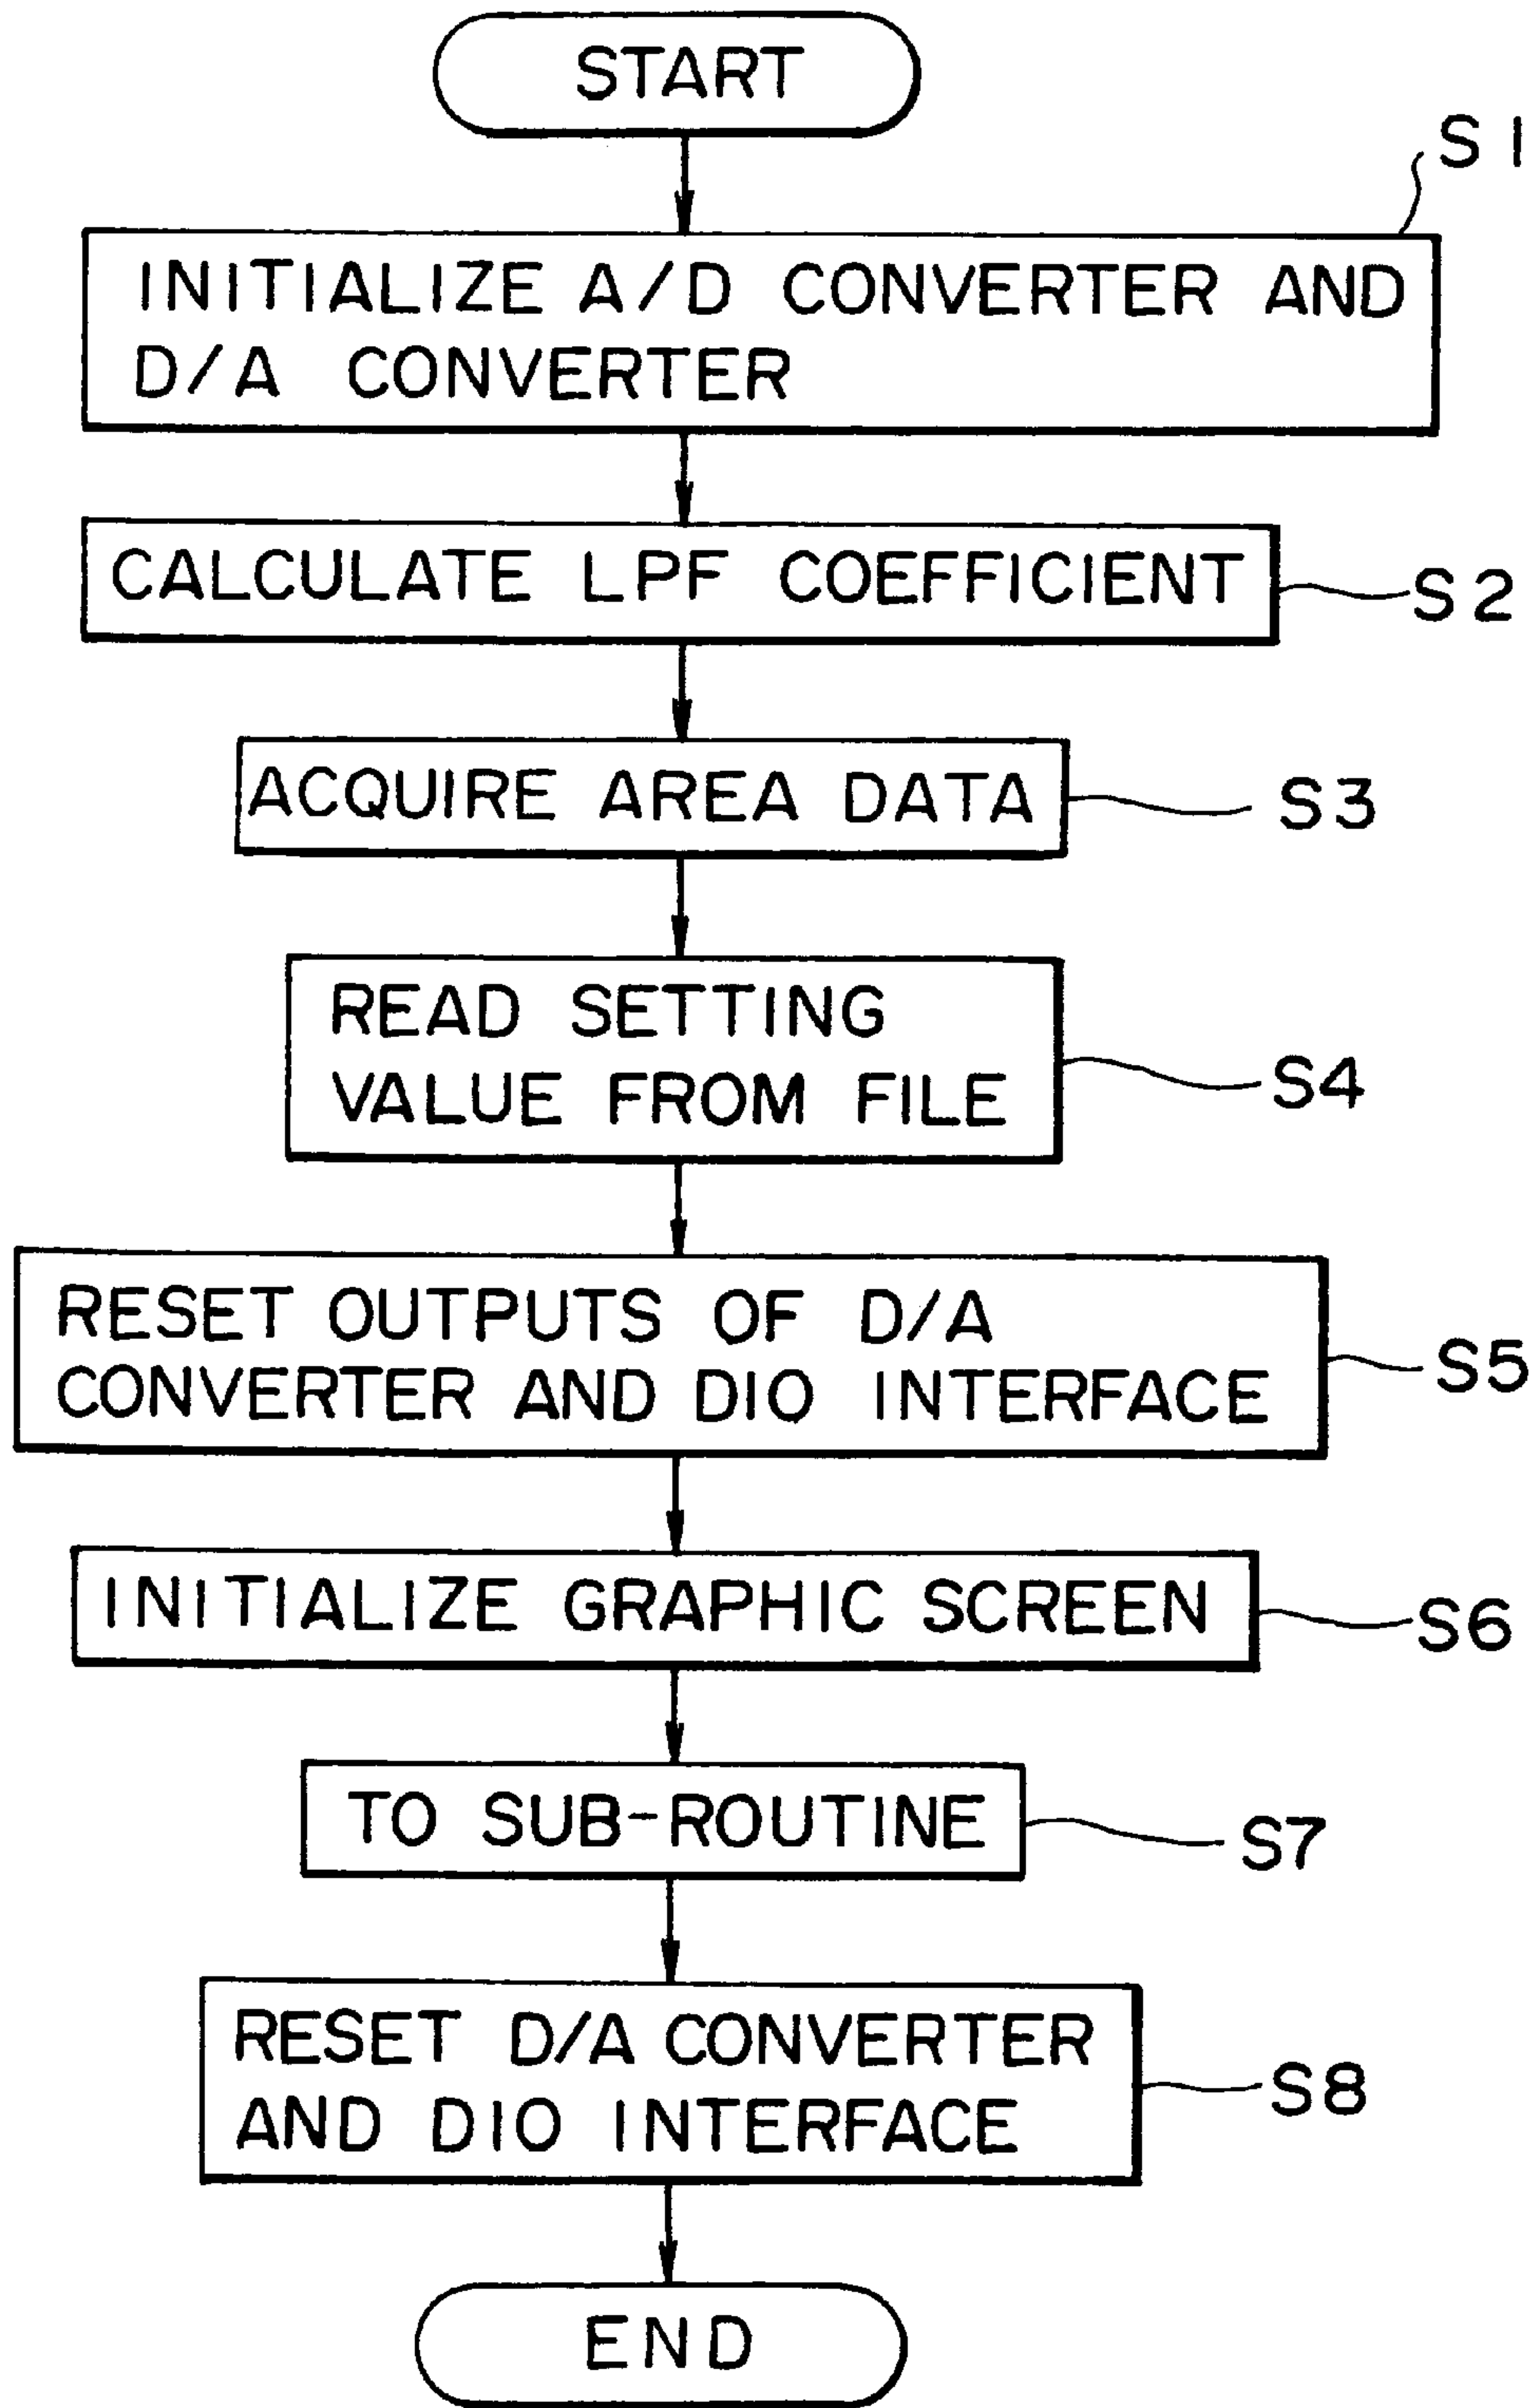 START
S1
INITIALIZE A/D CONVERTER AND
D/A CONVERTER
CALCULATE LPF COEFFICIENT
S2
ACQUIRE AREA DATA
S3
READ SETTING
VALUE FROM FILE
S4
RESET OUTPUTS OF D/A
CONVERTER AND DIO INTERFACE
S5
INITIALIZE GRAPHIC SCREEN
S6
TO SUB-ROUTINE
S7
RESET D/A CONVERTER
AND DIO INTERFACE
S8
END